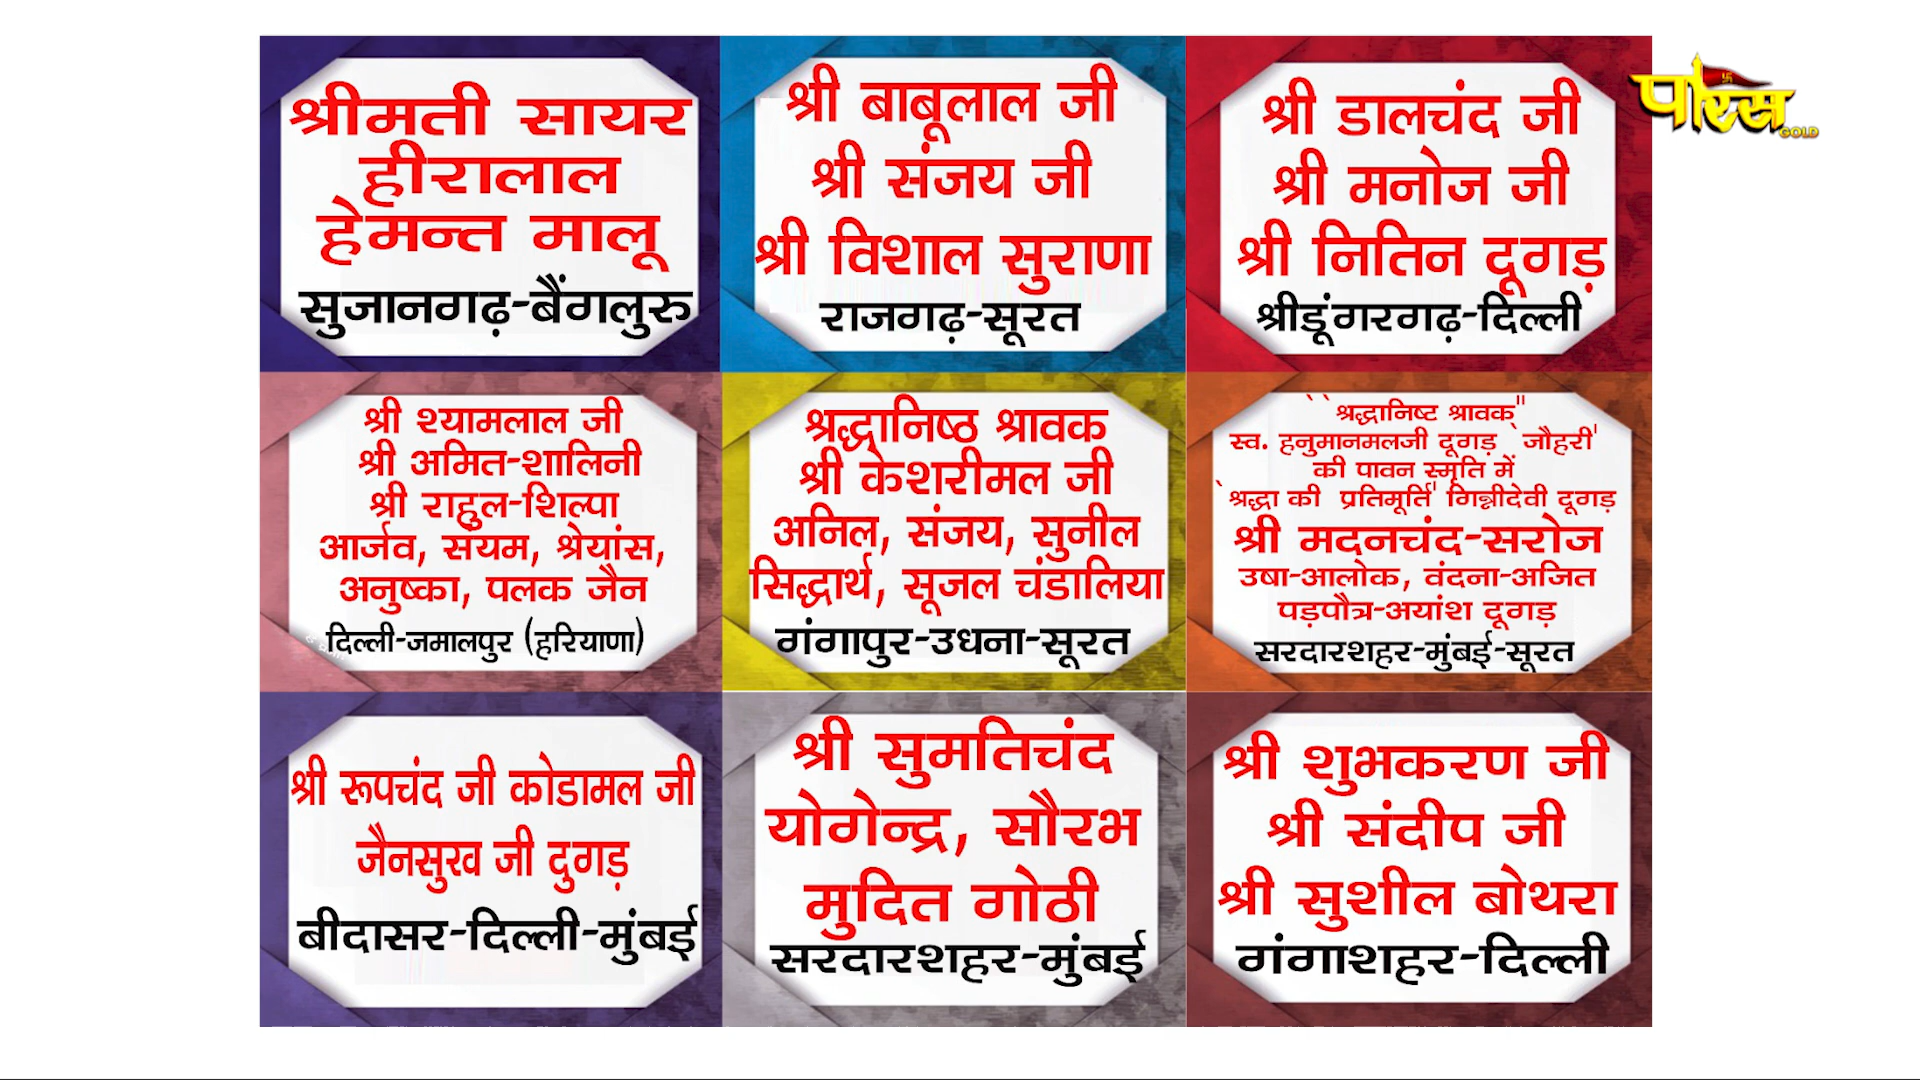 श्रीमती सायर
हीरालाल
हेमन्त मालू
सुजानगढ़-बैंगलुरु
श्री बाबूलाल जी
श्री संजय जी
श्री विशाल सुराणा
राजगढ़-सूरत
श्री डालचंद जी
श्री मनोज जी
श्री नितिन दूगड़
श्रीडूंगरगढ़-दिल्ली
पारस
GOLD
श्री श्यामलाल जी
श्री अमित-शालिनी
श्री राहुल-शिल्पा
आर्जव, संयम, श्रेयांस,
अनुष्का, पलक जैन
दिल्ली-जमालपुर (हरियाणा)
श्रद्धानिष्ठ श्रावक
श्री केशरीमल जी
अनिल, संजय, सुनील
सिद्धार्थ, सूजल चंडालिया
गंगापुर-उधना-सूरत
``श्रद्धानिष्ट श्रावक"
स्व. हनुमानमलजी दूगड़ `जौहरी'
की पावन स्मृति में
`श्रद्धा की प्रतिमूर्ति' गिन्नीदेवी दूगड़
श्री मदनचंद-सरोज
उषा-आलोक, वंदना-अजित
पड़पौत्र-अयांश दूगड़
सरदारशहर-मुंबई-सूरत
श्री रूपचंद जी कोडामल जी
जैनसुख जी दुगड़
बीदासर-दिल्ली-मुंबई
श्री सुमतिचंद
योगेन्द्र, सौरभ
मुदित गोठी
सरदारशहर-मुंबई
श्री शुभकरण जी
श्री संदीप जी
श्री सुशील बोथरा
गंगाशहर-दिल्ली